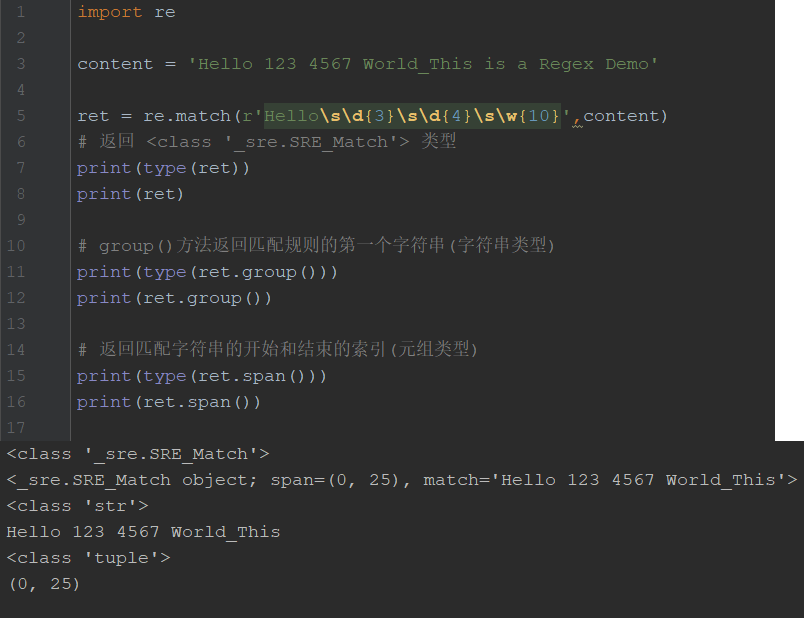 1 import re
2
3 content = 'Hello 123 4567 World_This is a Regex Demo'
4
5 ret = re.match(r'Hello\s\d{3}\s\d{4}\s\w{10}',content)
6 # 返回 <class '_sre.SRE_Match'> 类型
7 print(type(ret))
8 print(ret)
9
10 # group()方法返回匹配规则的第一个字符串(字符串类型)
11 print(type(ret.group()))
12 print(ret.group())
13
14 # 返回匹配字符串的开始和结束的索引(元组类型)
15 print(type(ret.span()))
16 print(ret.span())
17
<class '_sre.SRE_Match'>
<_sre.SRE_Match object; span=(0, 25), match='Hello 123 4567 World_This'>
<class 'str'>
Hello 123 4567 World_This
<class 'tuple'>
(0, 25)